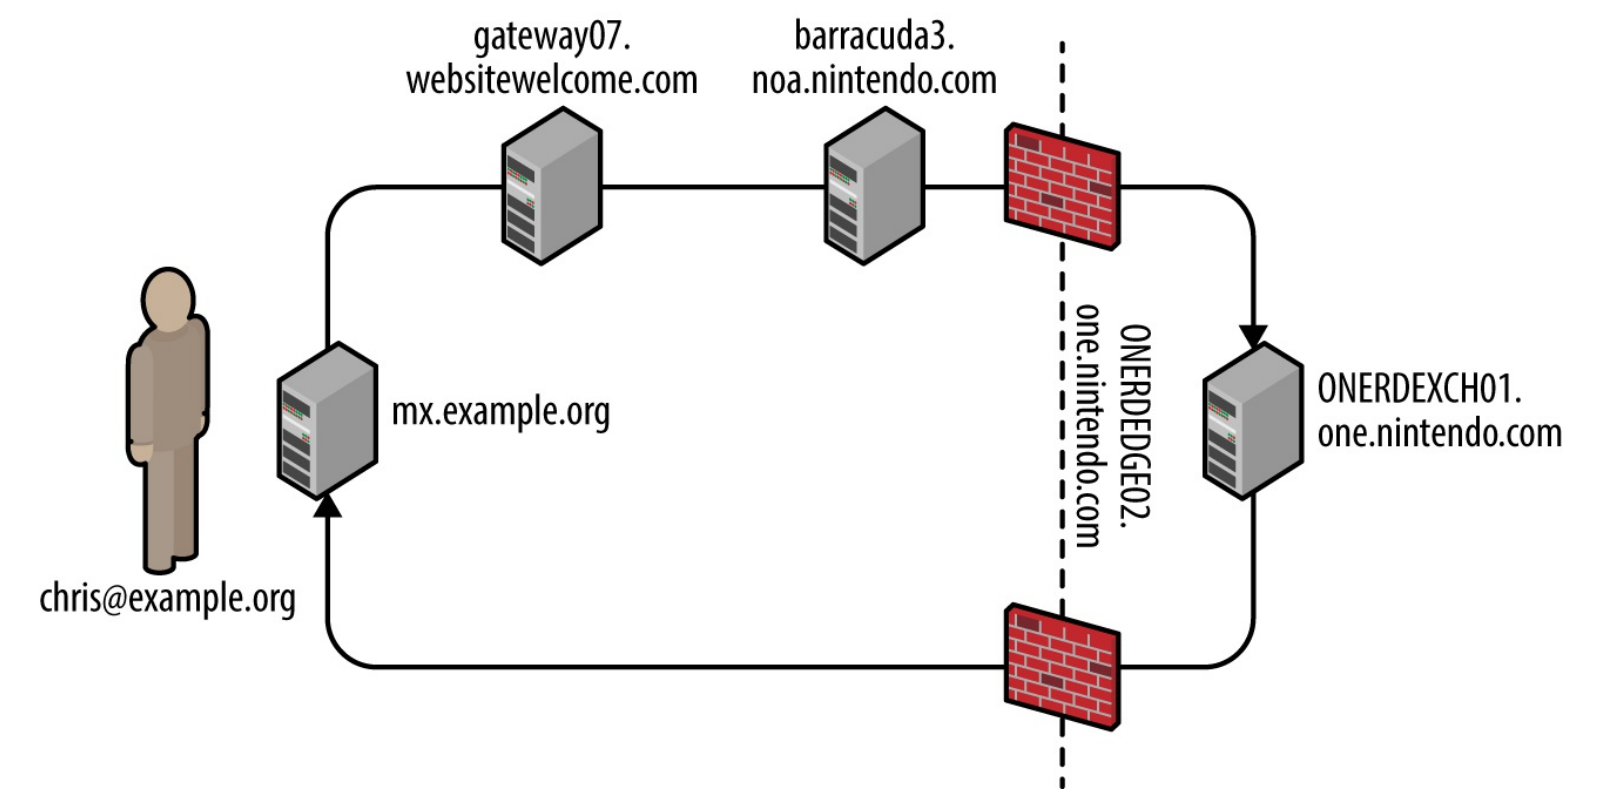 gateway07.
websitewelcome.com
barracuda3.
noa.nintendo.com
mx.example.org
ONERDEDGE02.
one.nintendo.com
ONERDEXCH01.
one.nintendo.com
chris@example.org